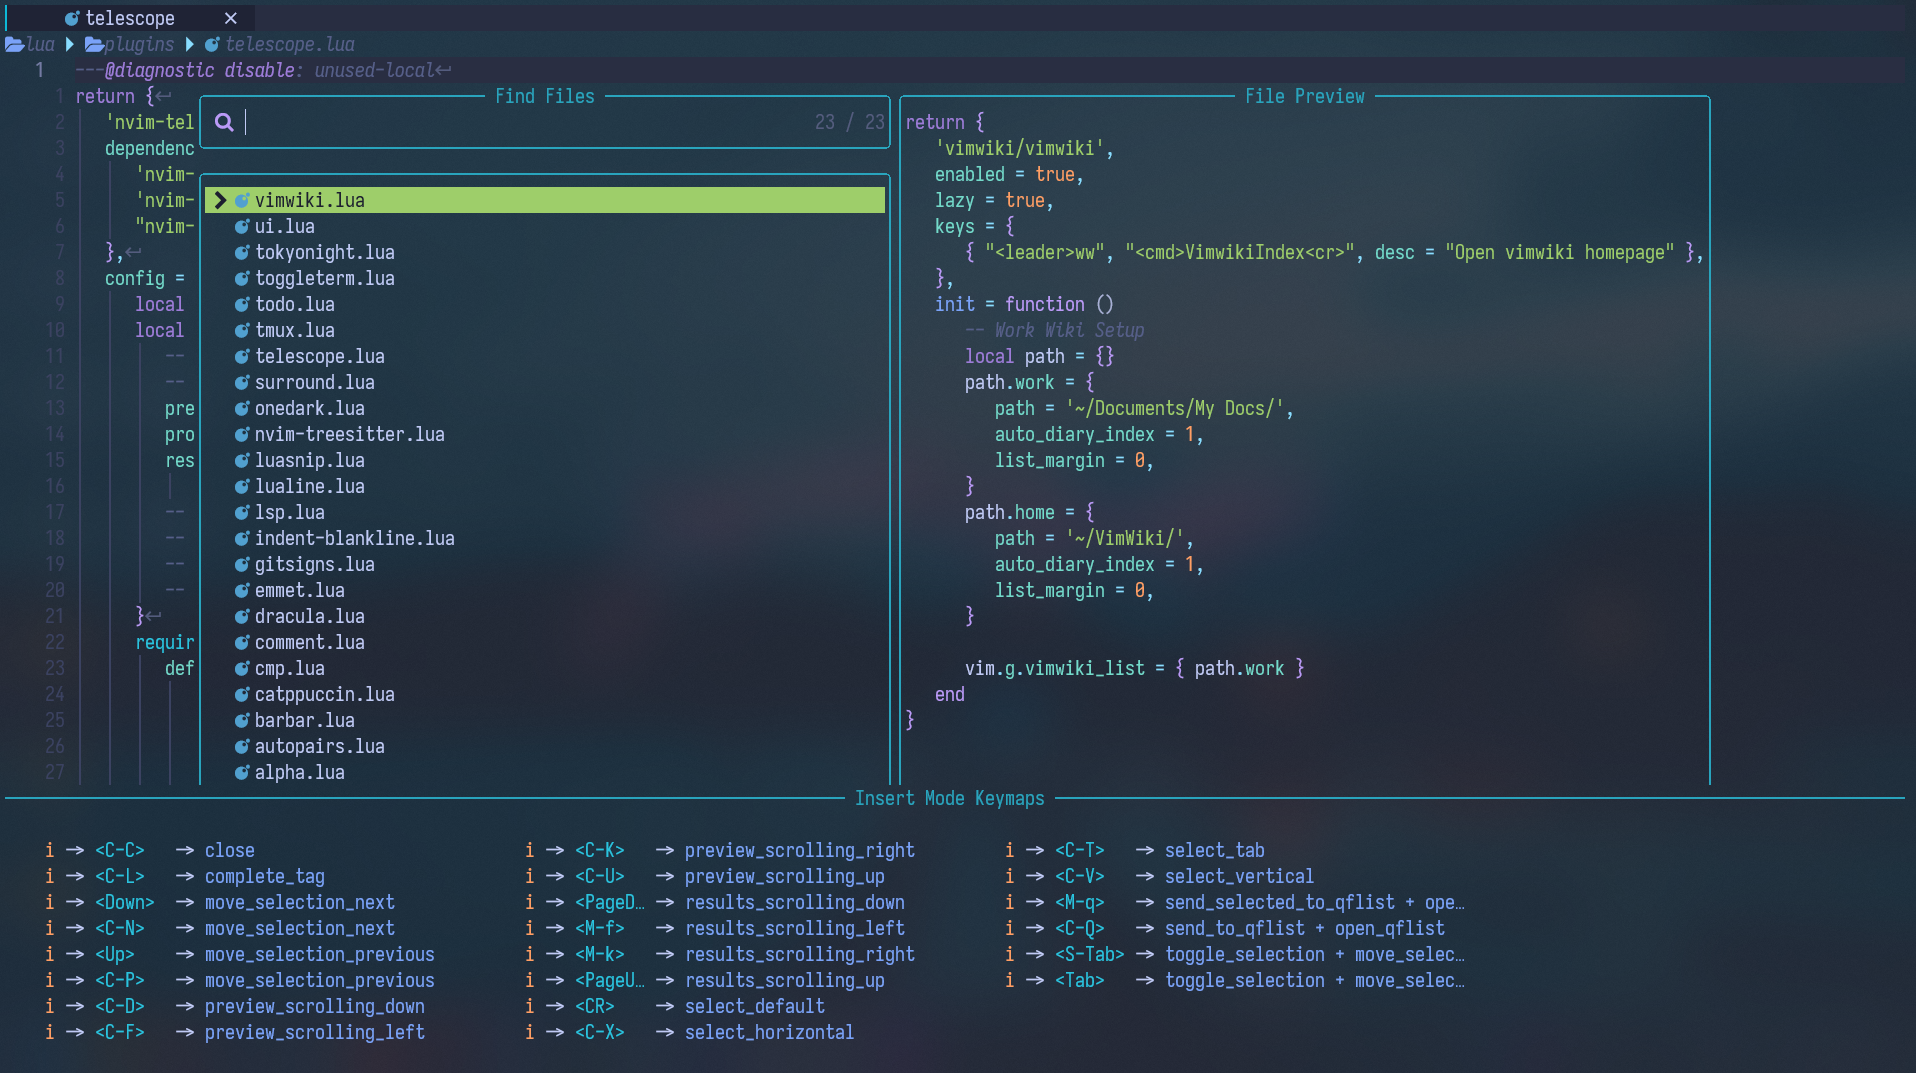 telescope ✕
lua plugins telescope.lua
1 ---@diagnostic disable: unused-local↵
1 return {↵
2 'nvim-tel
3 dependenc
4 'nvim-
5 'nvim-
6 "nvim-
7 },↵
8 config =
9 local
10 local
11 --
12 --
13 pre
14 pro
15 res
16
17 --
18 --
19 --
20 --
21 }↵
22 requir
23 def
24
25
26
27
Find Files
23 / 23
vimwiki.lua
ui.lua
tokyonight.lua
toggleterm.lua
todo.lua
tmux.lua
telescope.lua
surround.lua
onedark.lua
nvim-treesitter.lua
luasnip.lua
lualine.lua
lsp.lua
indent-blankline.lua
gitsigns.lua
emmet.lua
dracula.lua
comment.lua
cmp.lua
catppuccin.lua
barbar.lua
autopairs.lua
alpha.lua
File Preview
return {
'vimwiki/vimwiki',
enabled = true,
lazy = true,
keys = {
{ "<leader>ww", "<cmd>VimwikiIndex<cr>", desc = "Open vimwiki homepage" },
},
init = function ()
-- Work Wiki Setup
local path = {}
path.work = {
path = '~/Documents/My Docs/',
auto_diary_index = 1,
list_margin = 0,
}
path.home = {
path = '~/VimWiki/',
auto_diary_index = 1,
list_margin = 0,
}
vim.g.vimwiki_list = { path.work }
end
}
Insert Mode Keymaps
i → <C-C> → close
i → <C-L> → complete_tag
i → <Down> → move_selection_next
i → <C-N> → move_selection_next
i → <Up> → move_selection_previous
i → <C-P> → move_selection_previous
i → <C-D> → preview_scrolling_down
i → <C-F> → preview_scrolling_left
i → <C-K> → preview_scrolling_right
i → <C-U> → preview_scrolling_up
i → <PageD… → results_scrolling_down
i → <M-f> → results_scrolling_left
i → <M-k> → results_scrolling_right
i → <PageU… → results_scrolling_up
i → <CR> → select_default
i → <C-X> → select_horizontal
i → <C-T> → select_tab
i → <C-V> → select_vertical
i → <M-q> → send_selected_to_qflist + ope…
i → <C-Q> → send_to_qflist + open_qflist
i → <S-Tab> → toggle_selection + move_selec…
i → <Tab> → toggle_selection + move_selec…